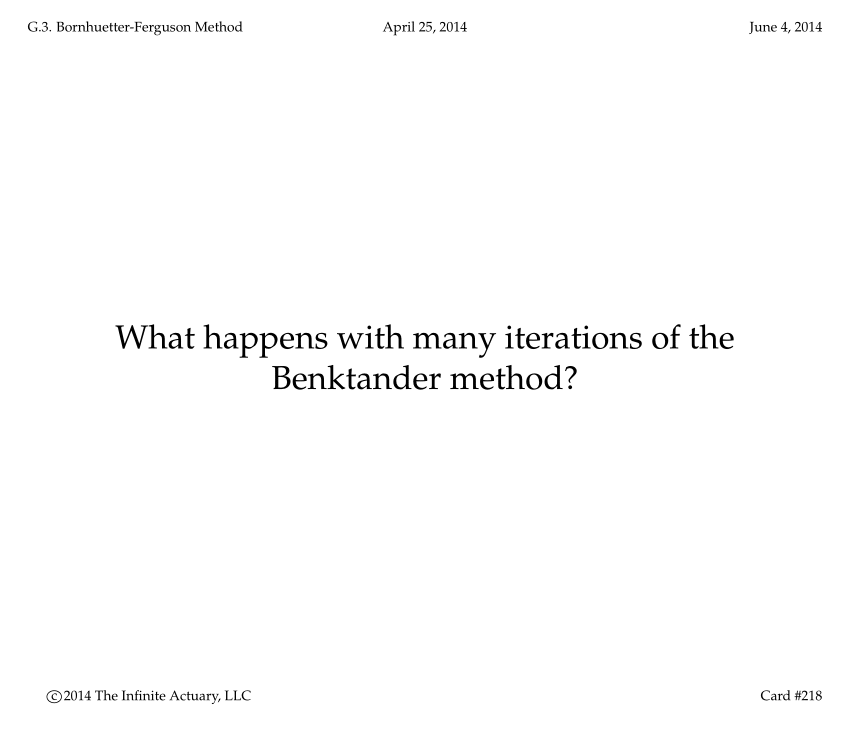 G.3. Bornhuetter-Ferguson Method April 25, 2014 June 4, 2014
What happens with many iterations of the
Benktander method?
©2014 The Infinite Actuary, LLC Card #218